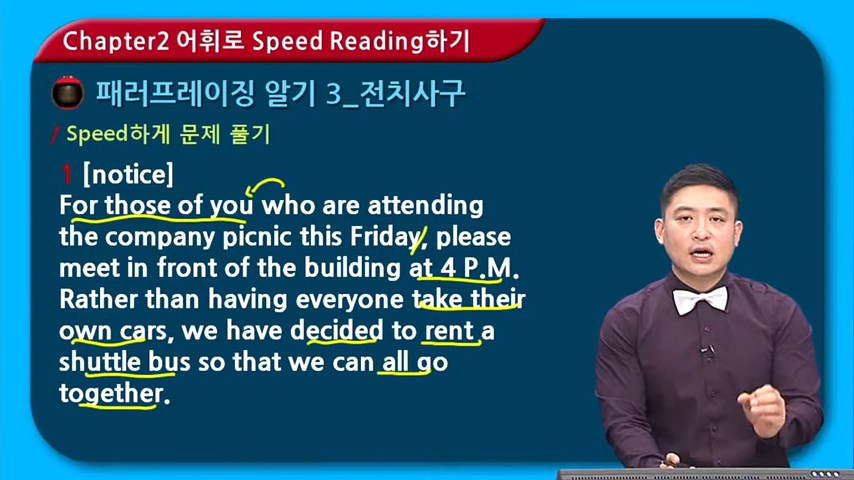 Chapter2 어휘로 Speed Reading하기
패러프레이징 알기 3_전치사구
/ Speed하게 문제 풀기
1 [notice]
For those of you who are attending
the company picnic this Friday, please
meet in front of the building at 4 P.M.
Rather than having everyone take their
own cars, we have decided to rent a
shuttle bus so that we can all go
together.